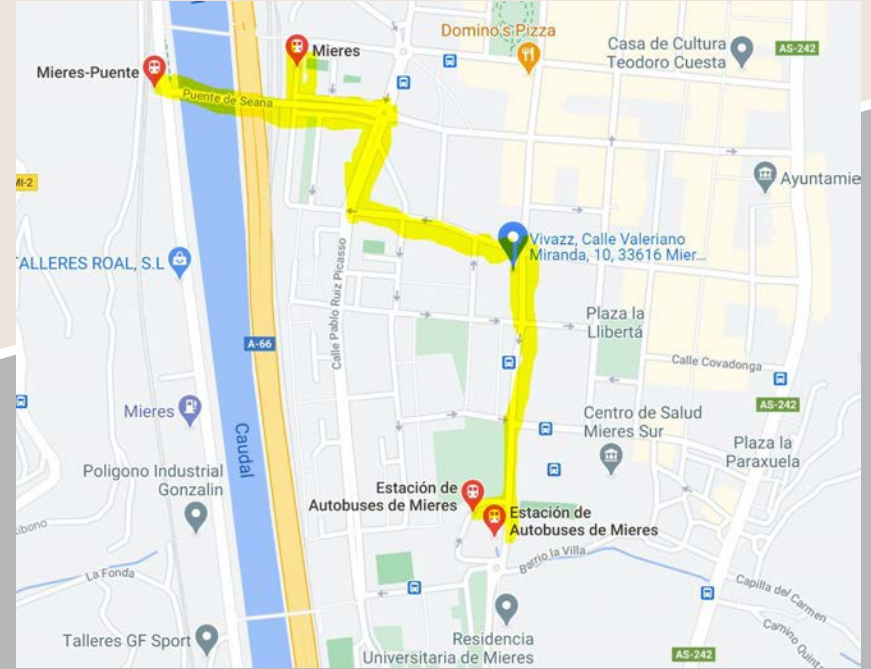 Domino's Pizza
Mieres
Casa de Cultura
Teodoro Cuesta
AS-242
Mieres-Puente
Puente de Seana
MI-2
Ayuntamie
Vivazz, Calle Valeriano
Miranda, 10, 33616 Mier...
TALLERES ROAL, S.L
Calle Pablo Ruiz Picasso
Plaza la
Llibertá
A-66
Calle Covadonga
AS-242
Mieres
Caudal
Centro de Salud
Mieres Sur
Plaza la
Paraxuela
Poligono Industrial
Gonzalin
Estación de
Autobuses de Mieres
Estación de
Autobuses de Mieres
Barrio la Villa
La Fonda
Capilla del Carmen
Camino Quint
Talleres GF Sport
Residencia
Universitaria de Mieres
AS-242